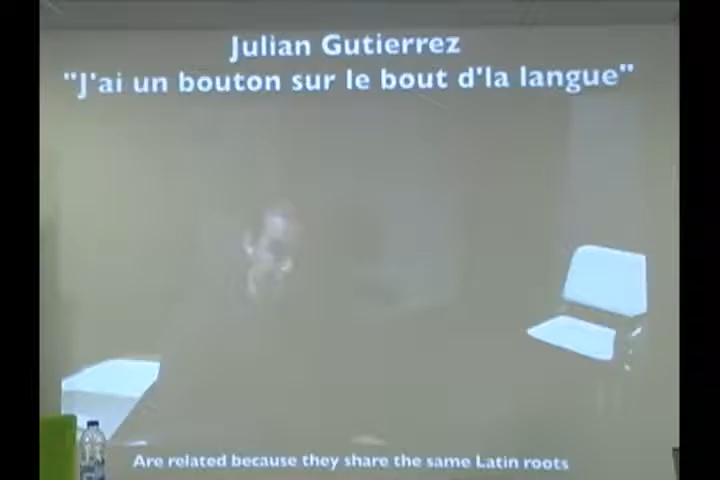 Julian Gutierrez
"J'ai un bouton sur le bout d'la langue"
Are related because they share the same Latin roots